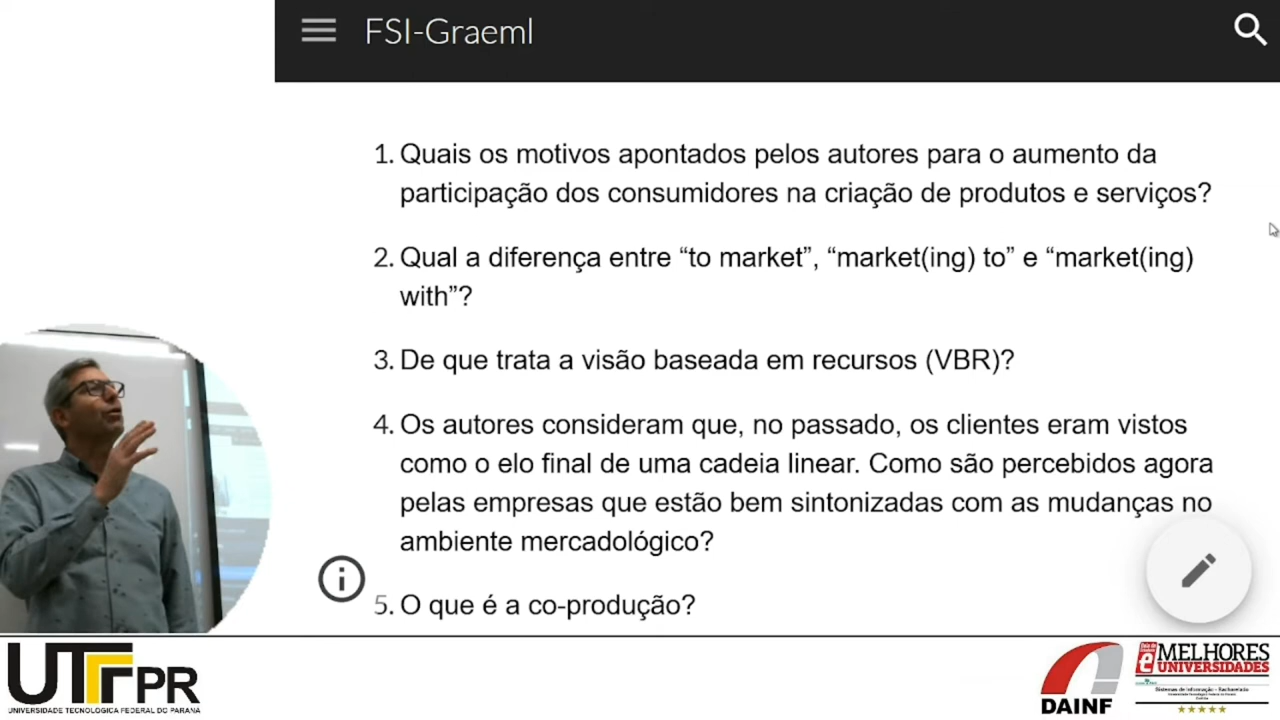 FSI-Graeml
1. Quais os motivos apontados pelos autores para o aumento da
participação dos consumidores na criação de produtos e serviços?
2. Qual a diferença entre “to market”, “market(ing) to” e “market(ing)
with”?
3. De que trata a visão baseada em recursos (VBR)?
4. Os autores consideram que, no passado, os clientes eram vistos
como o elo final de uma cadeia linear. Como são percebidos agora
pelas empresas que estão bem sintonizadas com as mudanças no
ambiente mercadológico?
5. O que é a co-produção?
UTFPR
UNIVERSIDADE TECNOLÓGICA FEDERAL DO PARANÁ
DAINF
MELHORES
UNIVERSIDADES
Sistemas de Informação - Bacharelado